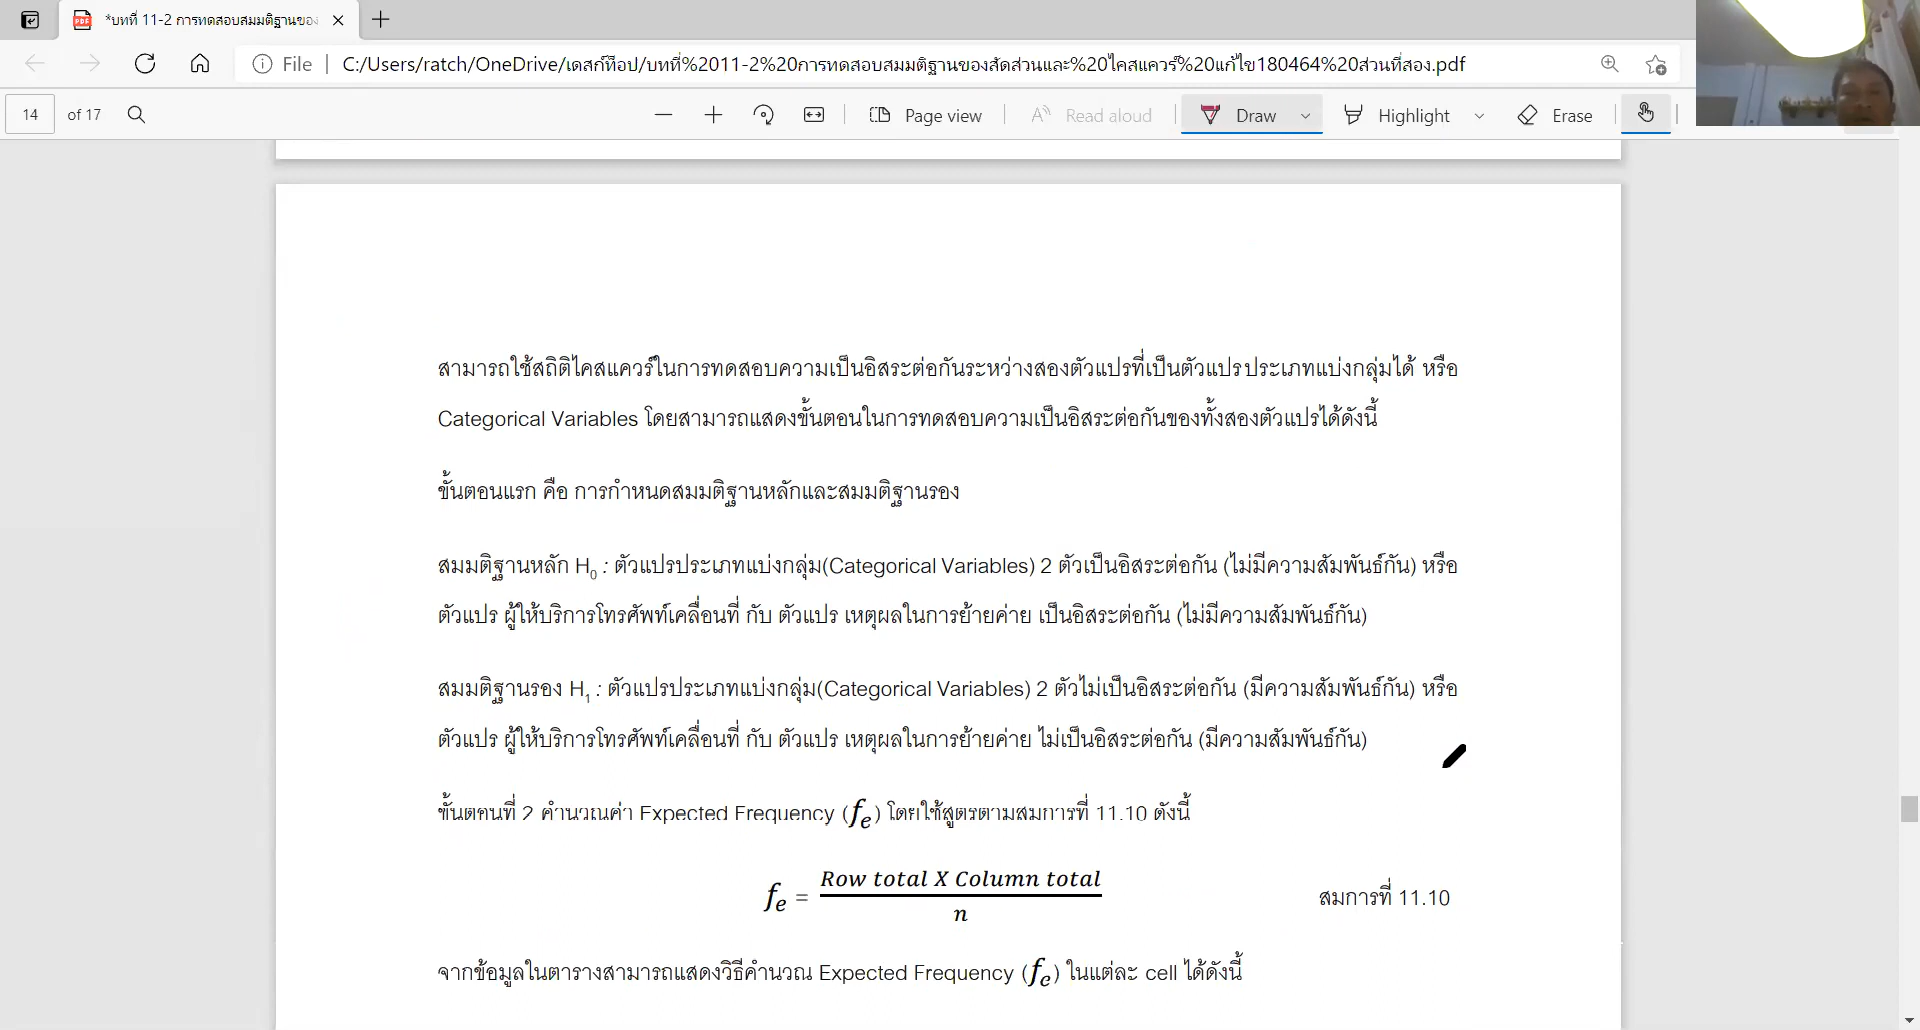 *บทที่ 11-2 การทดสอบสมมติฐานของ
File
C:/Users/ratch/OneDrive/เดสก์ท็อป/บทที่%2011-2%20การทดสอบสมมติฐานของสัดส่วนและ%20ไคสแควร์%20แก้ไข180464%20ส่วนที่สอง.pdf
14 of 17 Page view Read aloud Draw Highlight Erase
สามารถใช้สถิติไคสแควร์ในการทดสอบความเป็นอิสระต่อกันระหว่างสองตัวแปรที่เป็นตัวแปรประเภทแบ่งกลุ่มได้ หรือ
Categorical Variables โดยสามารถแสดงขั้นตอนในการทดสอบความเป็นอิสระต่อกันของทั้งสองตัวแปรได้ดังนี้
ขั้นตอนแรก คือ การกำหนดสมมติฐานหลักและสมมติฐานรอง
สมมติฐานหลัก H₀ : ตัวแปรประเภทแบ่งกลุ่ม(Categorical Variables) 2 ตัวเป็นอิสระต่อกัน (ไม่มีความสัมพันธ์กัน) หรือ
ตัวแปร ผู้ให้บริการโทรศัพท์เคลื่อนที่ กับ ตัวแปร เหตุผลในการย้ายค่าย เป็นอิสระต่อกัน (ไม่มีความสัมพันธ์กัน)
สมมติฐานรอง H₁ : ตัวแปรประเภทแบ่งกลุ่ม(Categorical Variables) 2 ตัวไม่เป็นอิสระต่อกัน (มีความสัมพันธ์กัน) หรือ
ตัวแปร ผู้ให้บริการโทรศัพท์เคลื่อนที่ กับ ตัวแปร เหตุผลในการย้ายค่าย ไม่เป็นอิสระต่อกัน (มีความสัมพันธ์กัน)
ขั้นตอนที่ 2 คำนวณค่า Expected Frequency (fₑ) โดยใช้สูตรตามสมการที่ 11.10 ดังนี้
Row total X Column total
fₑ = สมการที่ 11.10
n
จากข้อมูลในตารางสามารถแสดงวิธีคำนวณ Expected Frequency (fₑ) ในแต่ละ cell ได้ดังนี้